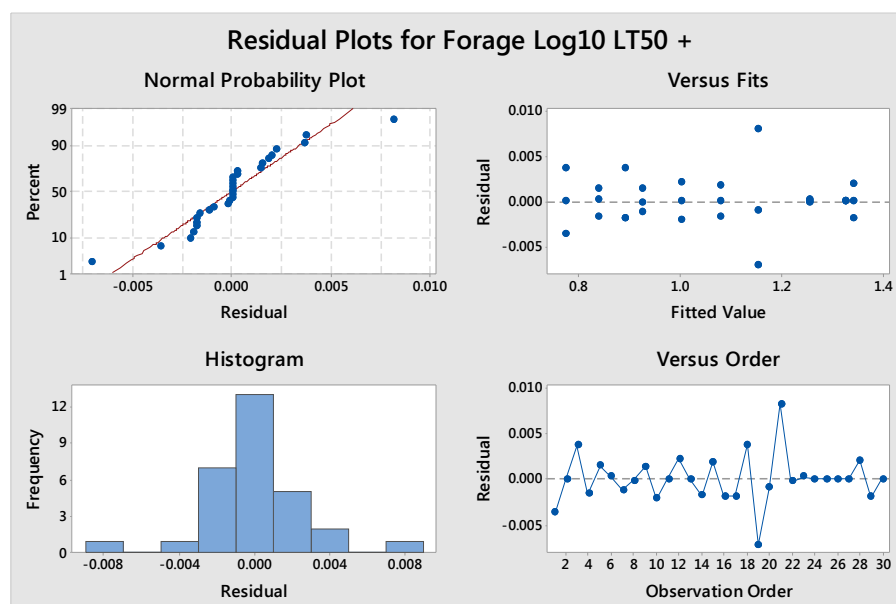 Residual Plots for Forage Log10 LT50 +
Normal Probability Plot
99
90
50
10
1
Percent
-0.005
0.000
0.005
0.010
Residual
Versus Fits
0.010
0.005
0.000
-0.005
Residual
0.8
1.0
1.2
1.4
Fitted Value
Histogram
12
9
6
3
0
Frequency
-0.008
-0.004
0.000
0.004
0.008
Residual
Versus Order
0.010
0.005
0.000
-0.005
Residual
2 4 6 8 10 12 14 16 18 20 22 24 26 28 30
Observation Order